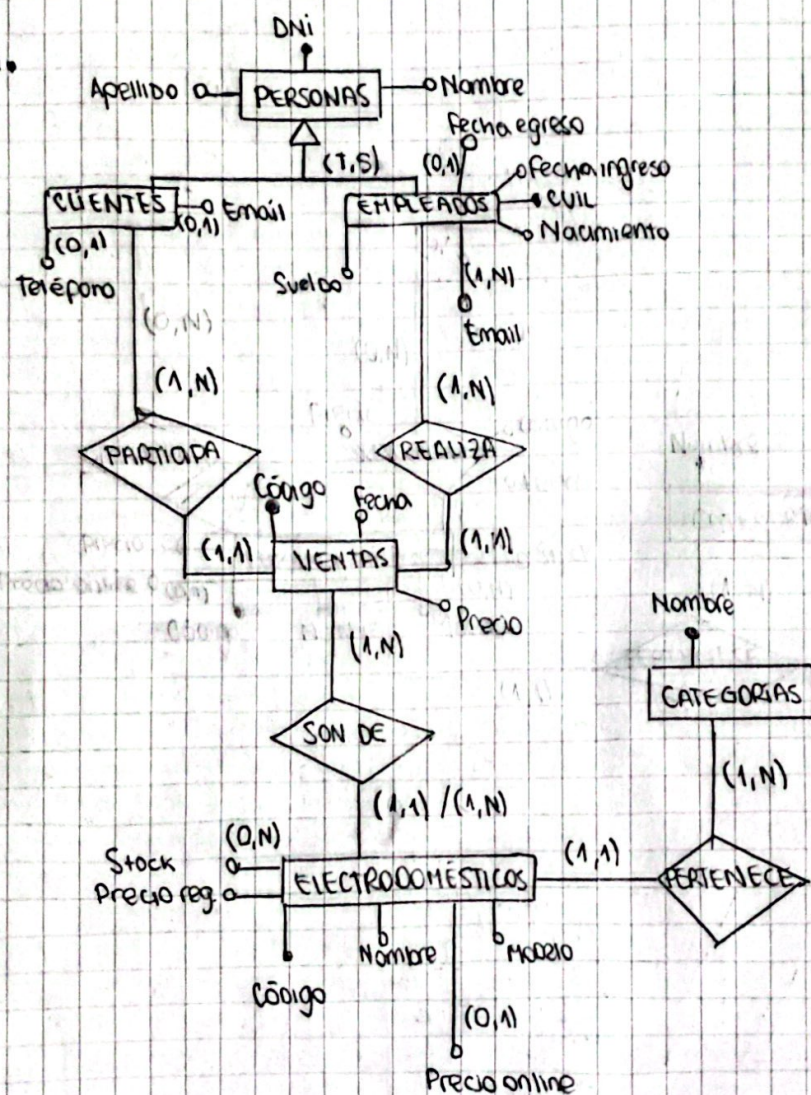 DNi
Apellido
PERSONAS
Nombre
(T,S)
Fecha egreso
(0,1)
Fecha ingreso
CUIL
Nacimiento
CLIENTES
(0,1)
Email
(0,1)
Teléfono
EMPLEADOS
Sueldo
(1,N)
Email
(0,N)
(1,N)
(1,N)
PARTICIPA
REALIZA
Código
Fecha
(1,1)
VENTAS
(1,1)
Precio
(1,N)
Nombre
CATEGORIAS
SON DE
(1,N)
(1,1) / (1,N)
(0,N)
Stock
Precio reg.
ELECTRODOMÉSTICOS
(1,1)
PERTENECE
Código
Nombre
Modelo
(0,1)
Precio online